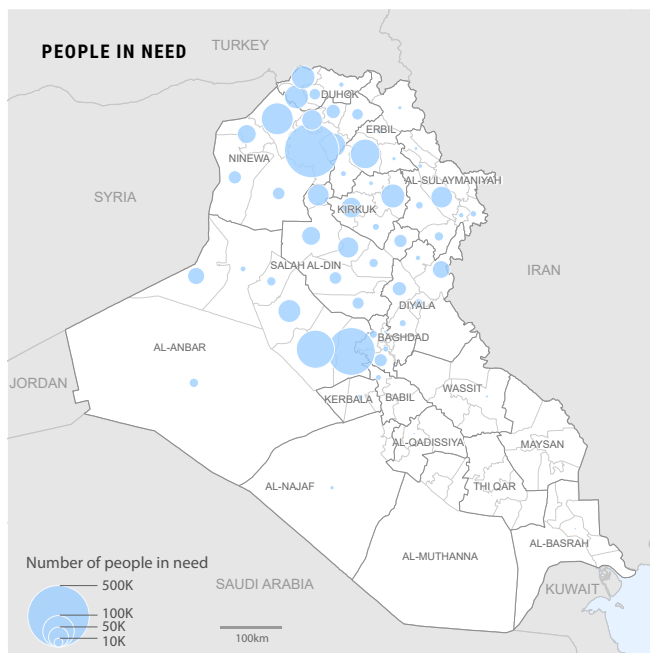 PEOPLE IN NEED
TURKEY
DUHOK
ERBIL
NINEWA
AL-SULAYMANIYAH
SYRIA
KIRKUK
SALAH AL-DIN
IRAN
DIYALA
BAGHDAD
AL-ANBAR
JORDAN
WASSIT
KERBALA
BABIL
AL-QADISSIYA
MAYSAN
AL-NAJAF
THI QAR
AL-BASRAH
AL-MUTHANNA
Number of people in need
SAUDI ARABIA
KUWAIT
500K
100K
50K
10K
100km